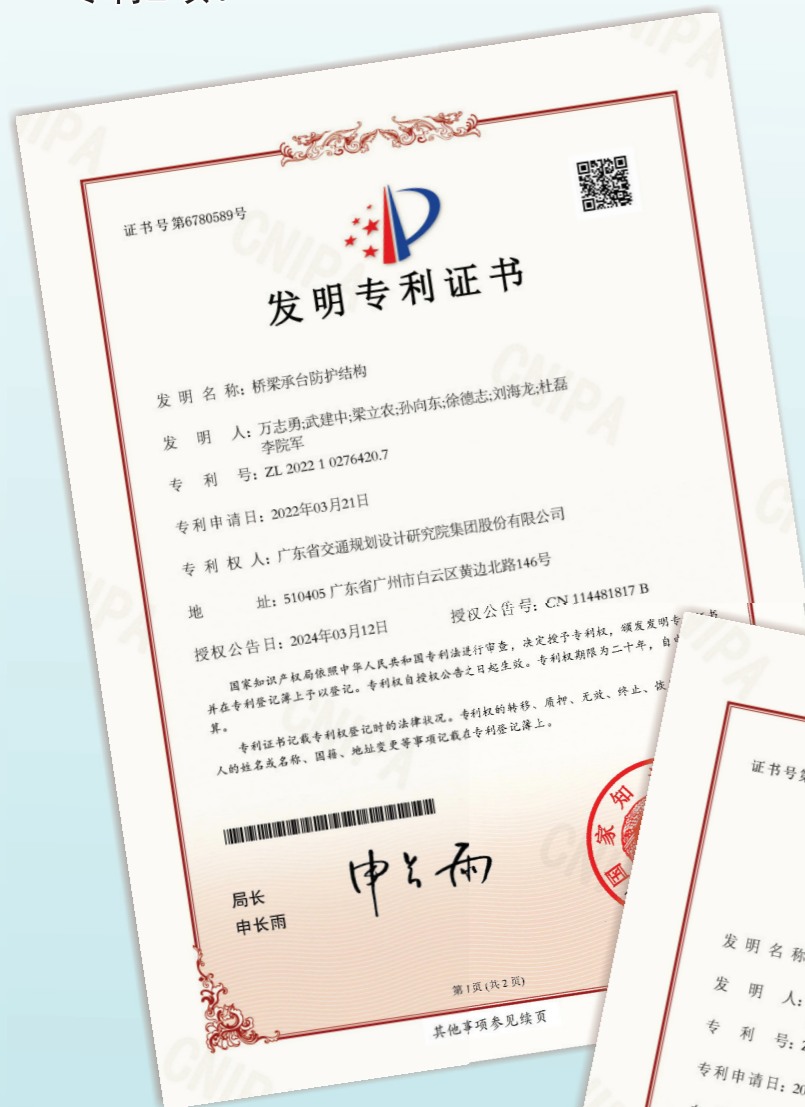 证书号第6780589号
发明专利证书
发 明 名 称：桥梁承台防护结构
发 明 人：万志勇;武建中;梁立农;孙向东;徐德志;刘海龙;杜磊
李院军
专 利 号：ZL 2022 1 0276420.7
专利申请日：2022年03月21日
专 利 权 人：广东省交通规划设计研究院集团股份有限公司
地 址：510405 广东省广州市白云区黄边北路146号
授权公告日：2024年03月12日 授权公告号：CN 114481817 B
国家知识产权局依照中华人民共和国专利法进行审查，决定授予专利权，颁发发明专 书
并在专利登记簿上予以登记。专利权自授权公告之日起生效。专利权期限为二十年，自
算。
专利证书记载专利权登记时的法律状况。专利权的转移、质押、无效、终止、恢
人的姓名或名称、国籍、地址变更等事项记载在专利登记簿上。
局长
申长雨
申长雨
国家知
第1页(共2页)
其他事项参见续页
证书号
发 明 名 称
发 明 人：
专 利 号：
专利申请日：20
CNIPA
CNIPA
CNIPA